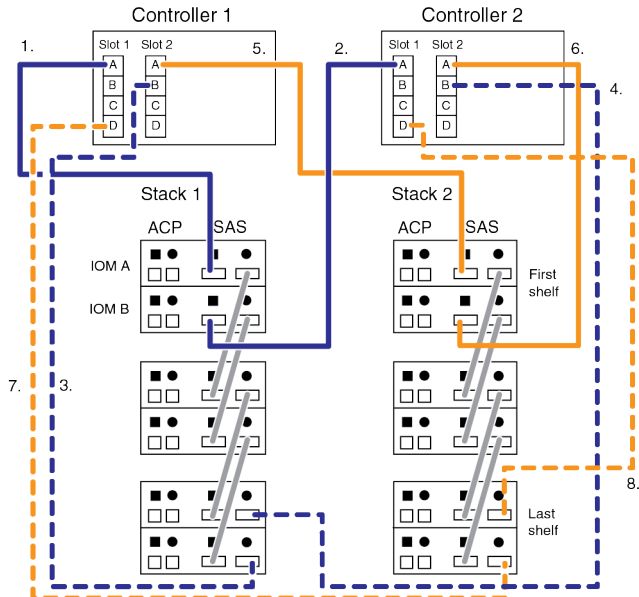 Controller 1
Controller 2
1.
Slot 1 Slot 2
5.
2.
Slot 1 Slot 2
6.
A A
A A
B B
B B
4.
C C
C C
D D
D D
Stack 1
Stack 2
ACP SAS
ACP SAS
IOM A
First
shelf
IOM B
7.
3.
8.
Last
shelf